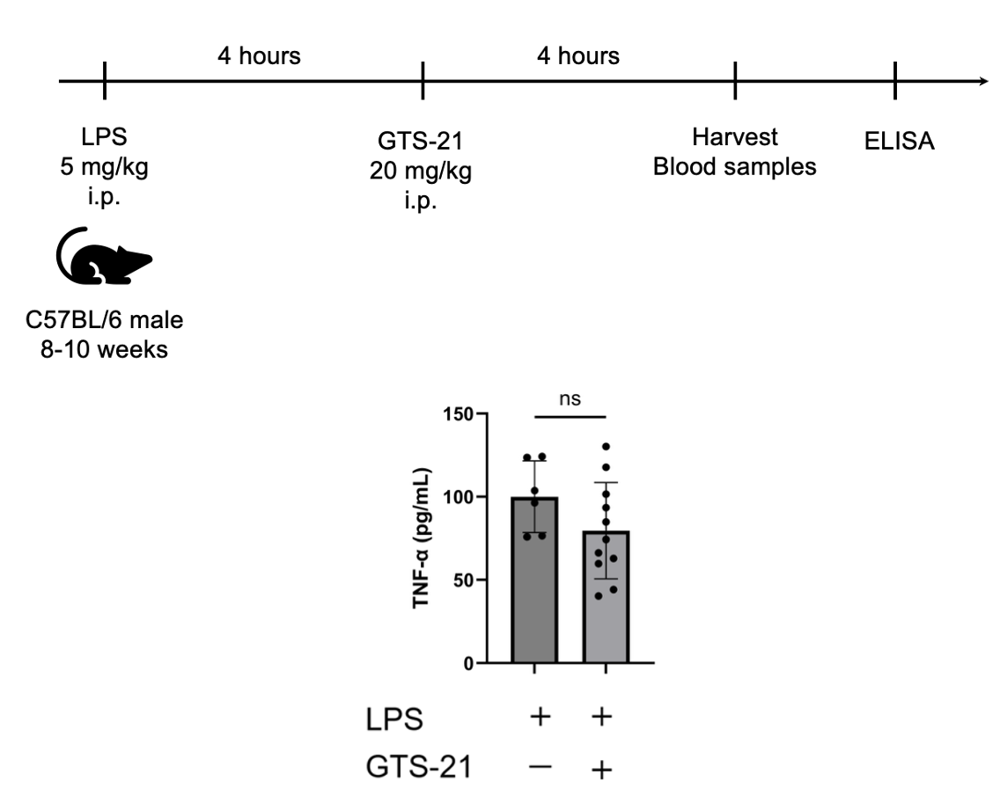 4 hours
4 hours
LPS
5 mg/kg
i.p.
GTS-21
20 mg/kg
i.p.
Harvest
Blood samples
ELISA
C57BL/6 male
8-10 weeks
ns
150
100
50
0
TNF-α (pg/mL)
LPS + +
GTS-21 − +